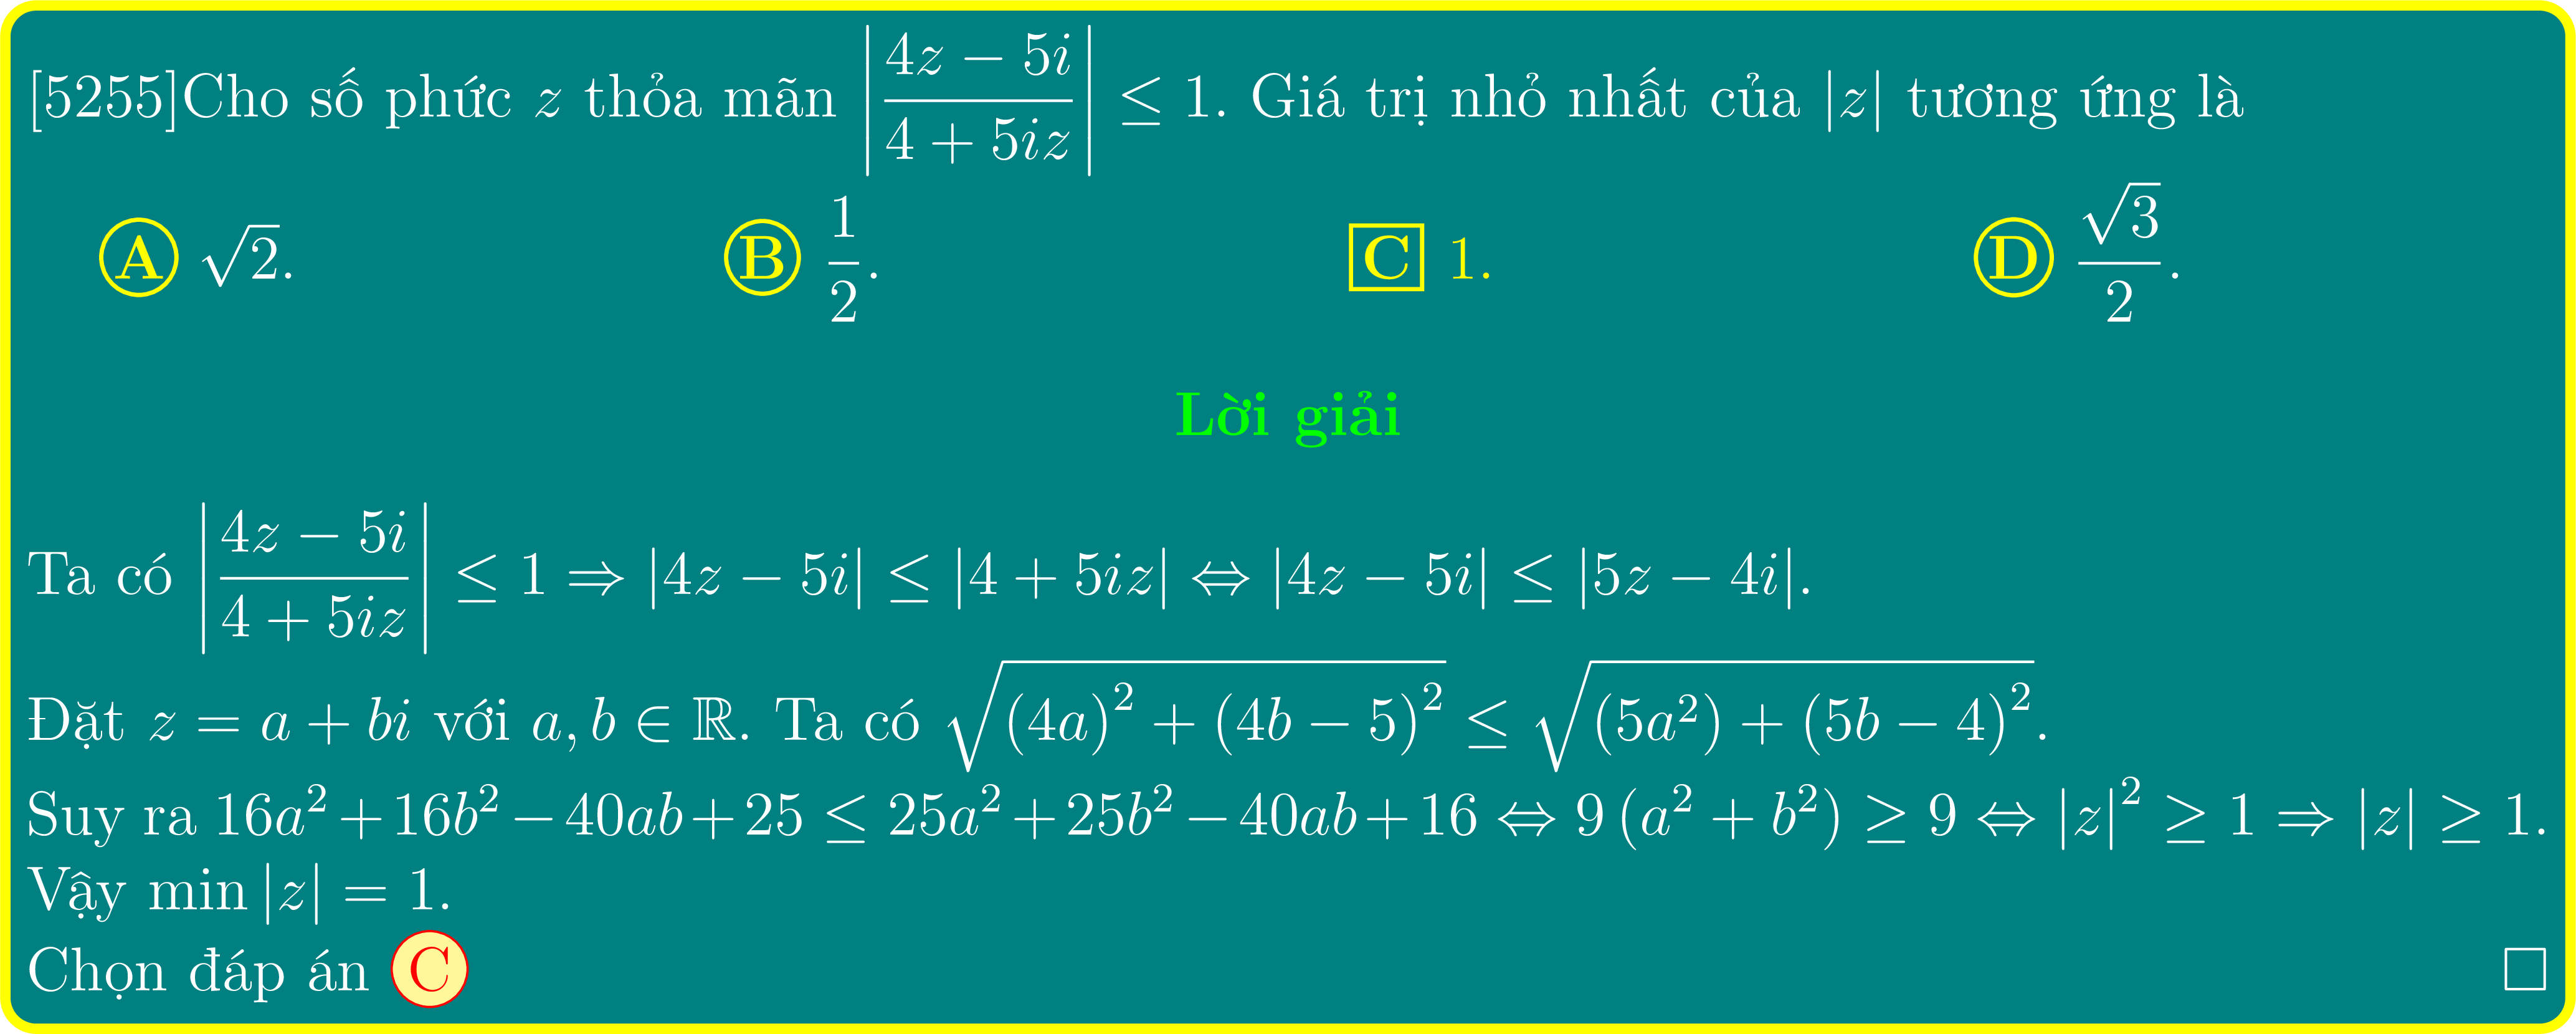 [5255]Cho số phức $z$ thỏa mãn $\left|\dfrac{4z-5i}{4+5iz}\right| \leq 1$. Giá trị nhỏ nhất của $|z|$ tương ứng là
Ⓐ $\sqrt{2}$. Ⓑ $\dfrac{1}{2}$. C 1. Ⓓ $\dfrac{\sqrt{3}}{2}$.
Lời giải
Ta có $\left|\dfrac{4z-5i}{4+5iz}\right| \leq 1 \Rightarrow |4z-5i| \leq |4+5iz| \Leftrightarrow |4z-5i| \leq |5z-4i|$.
Đặt $z = a+bi$ với $a, b \in \mathbb{R}$. Ta có $\sqrt{(4a)^2+(4b-5)^2} \leq \sqrt{(5a^2)+(5b-4)^2}$.
Suy ra $16a^2+16b^2-40ab+25 \leq 25a^2+25b^2-40ab+16 \Leftrightarrow 9\left(a^2+b^2\right) \geq 9 \Leftrightarrow |z|^2 \geq 1 \Rightarrow |z| \geq 1$.
Vậy $\min|z| = 1$.
Chọn đáp án Ⓒ □